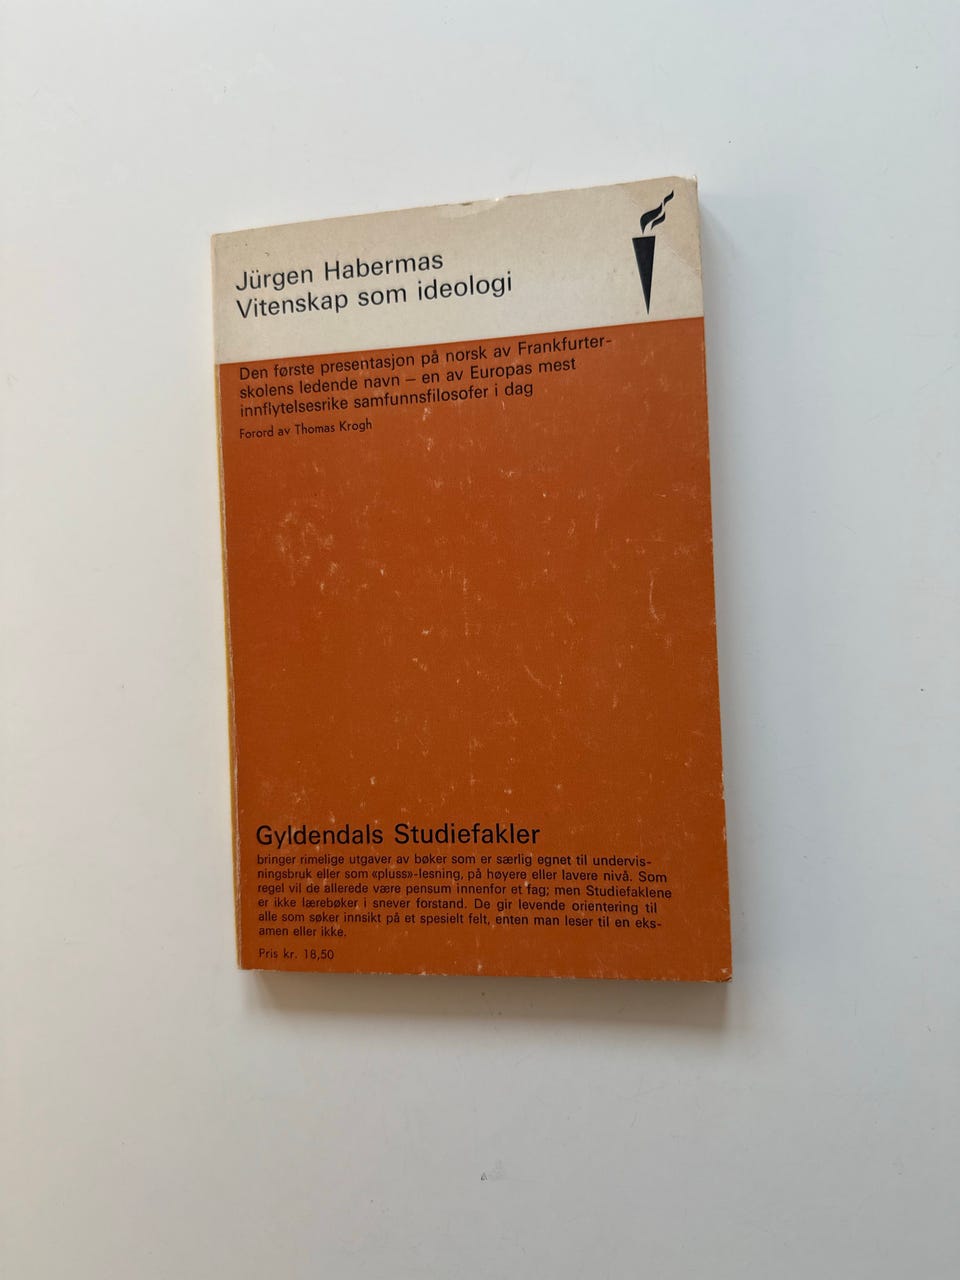 Jürgen Habermas
Vitenskap som ideologi
Den første presentasjon på norsk av Frankfurter-
skolens ledende navn – en av Europas mest
innflytelsesrike samfunnsfilosofer i dag
Forord av Thomas Krogh
Gyldendals Studiefakler
bringer rimelige utgaver av bøker som er særlig egnet til undervis-
ningsbruk eller som «pluss»-lesning, på høyere eller lavere nivå. Som
regel vil de allerede være pensum innenfor et fag; men Studiefaklene
er ikke lærebøker i snever forstand. De gir levende orientering til
alle som søker innsikt på et spesielt felt, enten man leser til en eks-
amen eller ikke.
Pris kr. 18,50